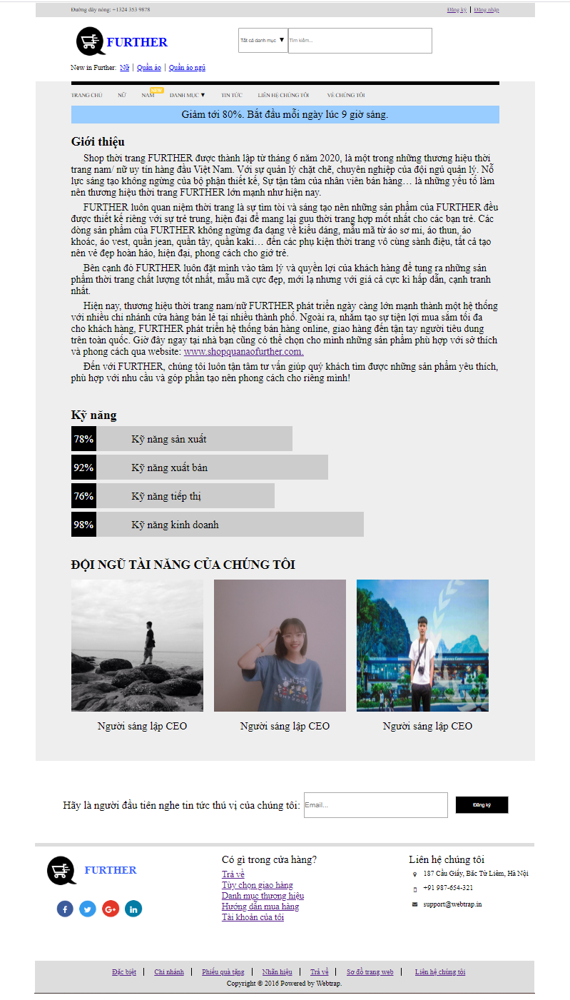 Đường dây nóng: +1324 353 9878
Đăng ký | Đăng nhập
FURTHER
Tất cả danh mục ▼ Tìm kiếm...
New in Further: Nữ | Quần áo | Quần áo ngủ
TRANG CHỦ NỮ NAM NEW DANH MỤC ▼ TIN TỨC LIÊN HỆ CHÚNG TÔI VỀ CHÚNG TÔI
Giảm tới 80%. Bắt đầu mỗi ngày lúc 9 giờ sáng.
Giới thiệu
Shop thời trang FURTHER được thành lập từ tháng 6 năm 2020, là một trong những thương hiệu thời
trang nam/ nữ uy tín hàng đầu Việt Nam. Với sự quản lý chặt chẽ, chuyên nghiệp của đội ngũ quản lý. Nỗ
lực sáng tạo không ngừng của bộ phận thiết kế, Sự tận tâm của nhân viên bán hàng… là những yếu tố làm
nên thương hiệu thời trang FURTHER lớn mạnh như hiện nay.
FURTHER luôn quan niệm thời trang là sự tìm tòi và sáng tạo nên những sản phẩm của FURTHER đều
được thiết kế riêng với sự trẻ trung, hiện đại để mang lại guu thời trang hợp mốt nhất cho các bạn trẻ. Các
dòng sản phẩm của FURTHER không ngừng đa dạng về kiểu dáng, mẫu mã từ áo sơ mi, áo thun, áo
khoác, áo vest, quần jean, quần tây, quần kaki… đến các phụ kiện thời trang vô cùng sành điệu, tất cả tạo
nên vẻ đẹp hoàn hảo, hiện đại, phong cách cho giớ trẻ.
Bên cạnh đó FURTHER luôn đặt mình vào tâm lý và quyền lợi của khách hàng để tung ra những sản
phẩm thời trang chất lượng tốt nhất, mẫu mã cực đẹp, mới lạ nhưng với giá cả cực kì hấp dẫn, cạnh tranh
nhất.
Hiện nay, thương hiệu thời trang nam/nữ FURTHER phát triển ngày càng lớn mạnh thành một hệ thống
với nhiều chi nhánh cửa hàng bán lẻ tại nhiều thành phố. Ngoài ra, nhằm tạo sự tiện lợi mua sắm tối đa
cho khách hàng, FURTHER phát triển hệ thống bán hàng online, giao hàng đến tận tay người tiêu dung
trên toàn quốc. Giờ đây ngay tại nhà bạn cũng có thể chọn cho mình những sản phẩm phù hợp với sở thích
và phong cách qua website: www.shopquanaofurther.com.
Đến với FURTHER, chúng tôi luôn tận tâm tư vấn giúp quý khách tìm được những sản phẩm yêu thích,
phù hợp với nhu cầu và góp phần tạo nên phong cách cho riêng mình!
Kỹ năng
78% Kỹ năng sản xuất
92% Kỹ năng xuất bản
76% Kỹ năng tiếp thị
98% Kỹ năng kinh doanh
ĐỘI NGŨ TÀI NĂNG CỦA CHÚNG TÔI
Người sáng lập CEO Người sáng lập CEO Người sáng lập CEO
Hãy là người đầu tiên nghe tin tức thú vị của chúng tôi: Email... Đăng ký
FURTHER
Có gì trong cửa hàng?
Trả về
Tùy chọn giao hàng
Danh mục thương hiệu
Hướng dẫn mua hàng
Tài khoản của tôi
Liên hệ chúng tôi
187 Cầu Giấy, Bắc Từ Liêm, Hà Nội
+91 987-654-321
support@webtrap.in
Đặc biệt | Chi nhánh | Phiếu quà tặng | Nhãn hiệu | Trả về | Sơ đồ trang web | Liên hệ chúng tôi
Copyright © 2016 Powered by Webtrap.